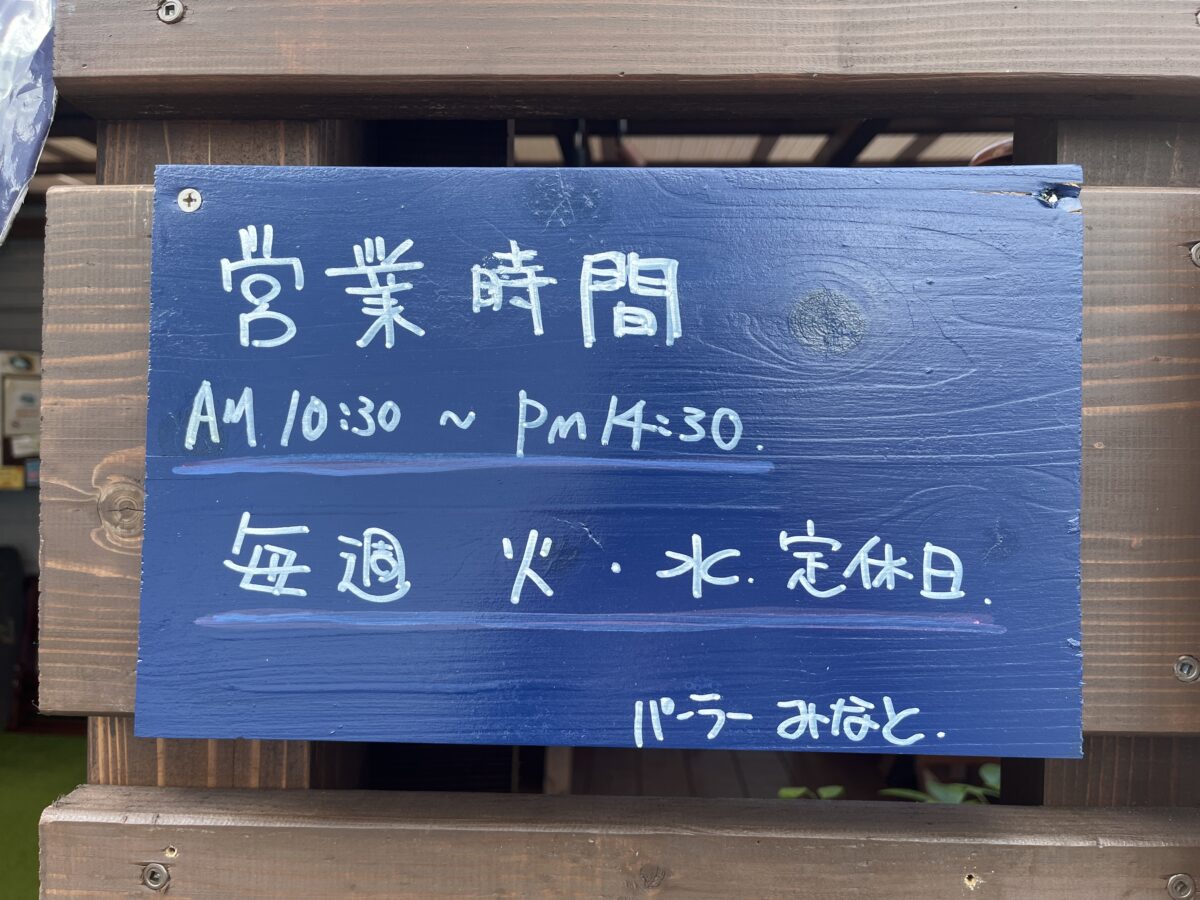 営業時間
AM 10:30 ~ PM 14:30.
毎週 火・水.定休日.
パーラー みなと.